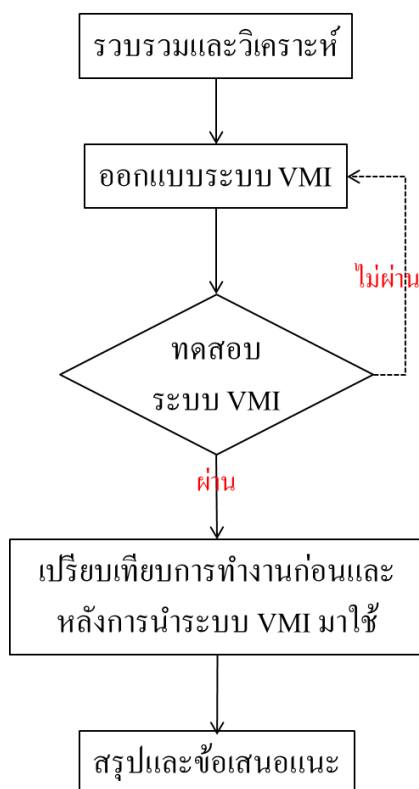 รวบรวมและวิเคราะห์
ออกแบบระบบ VMI
ไม่ผ่าน
ทดสอบ
ระบบ VMI
ผ่าน
เปรียบเทียบการทำงานก่อนและ
หลังการนำระบบ VMI มาใช้
สรุปและข้อเสนอแนะ